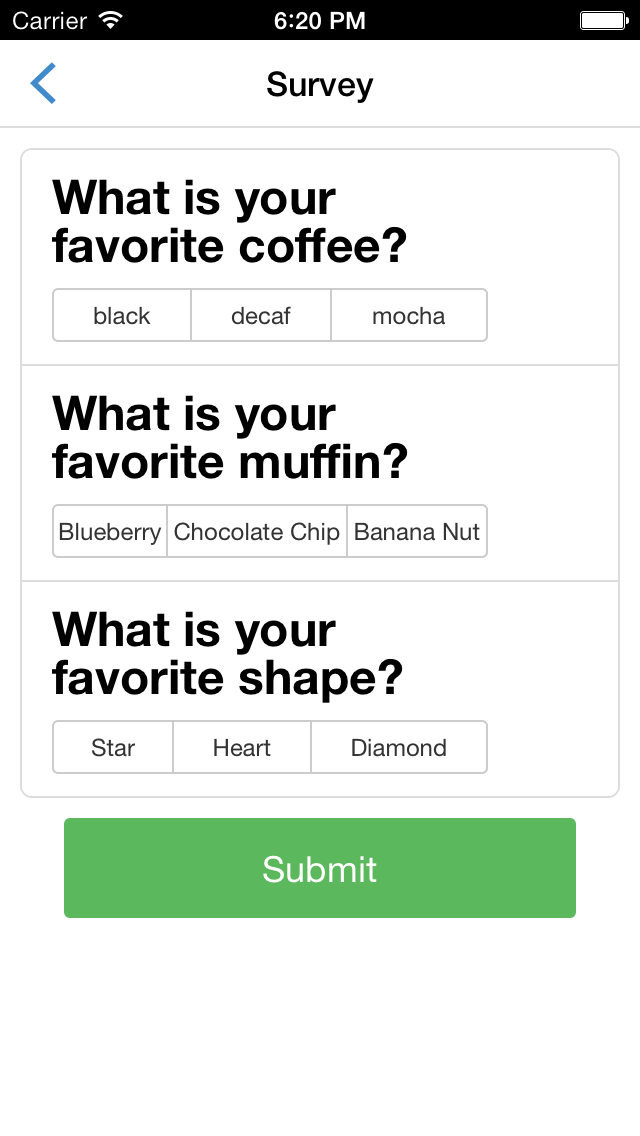 Carrier 6:20 PM
Survey
What is your
favorite coffee?
black decaf mocha
What is your
favorite muffin?
Blueberry Chocolate Chip Banana Nut
What is your
favorite shape?
Star Heart Diamond
Submit